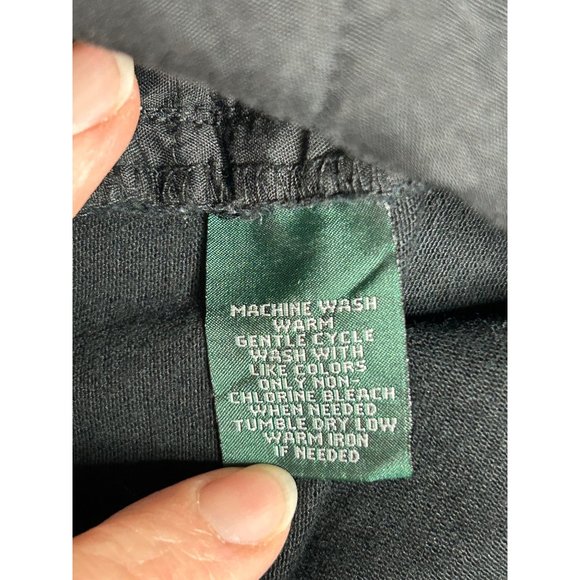 MACHINE WASH
WARM
GENTLE CYCLE
WASH WITH
LIKE COLORS
ONLY NON-
CHLORINE BLEACH
WHEN NEEDED
TUMBLE DRY LOW
WARM IRON
IF NEEDED